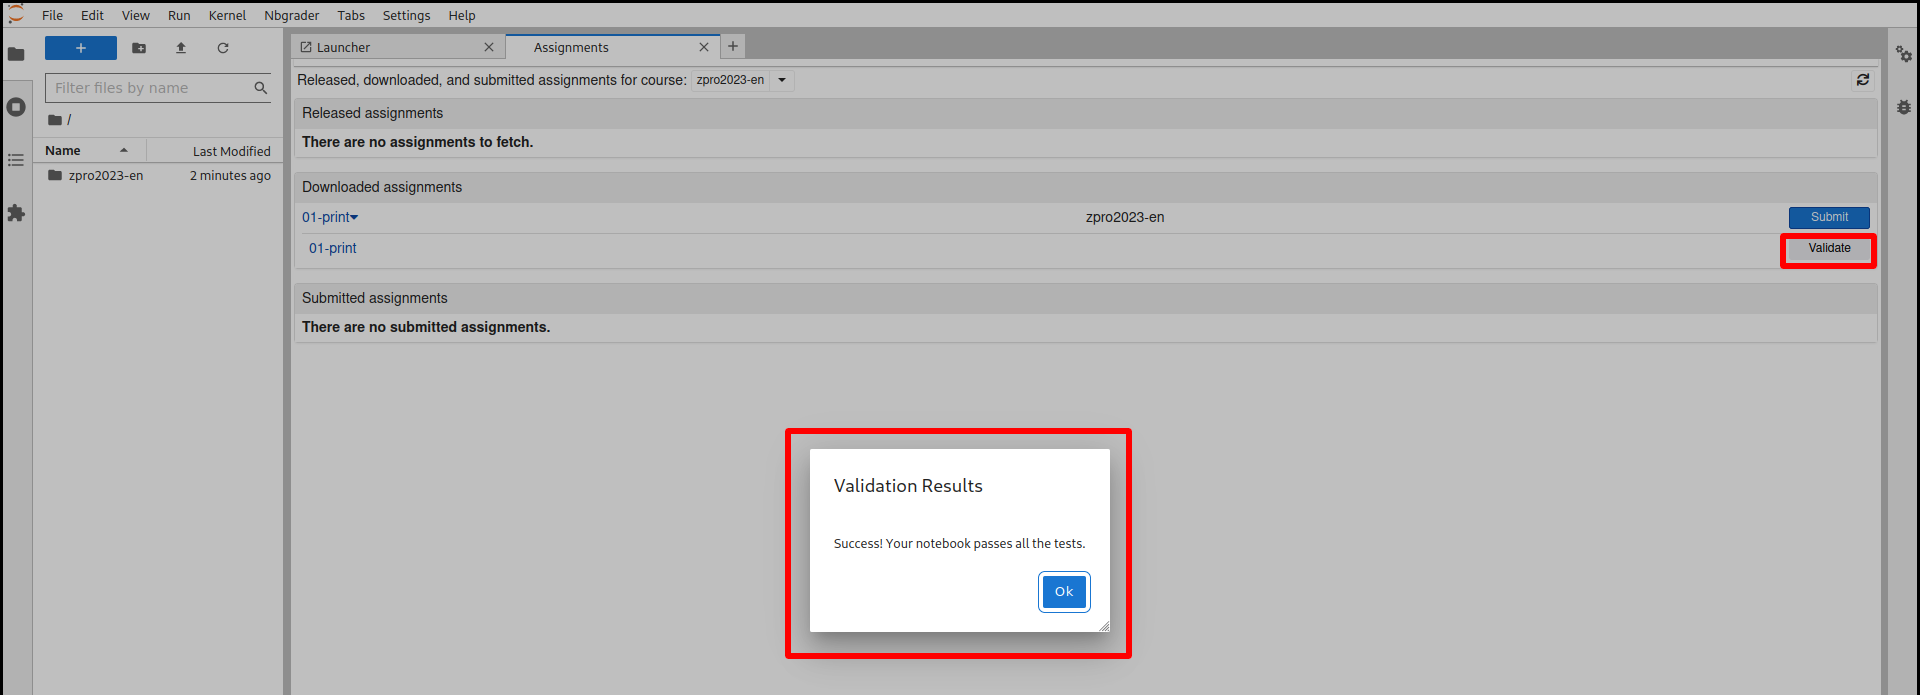 File Edit View Run Kernel Nbgrader Tabs Settings Help
+
Filter files by name
/
Name Last Modified
zpro2023-en 2 minutes ago
Launcher Assignments +
Released, downloaded, and submitted assignments for course: zpro2023-en
Released assignments
There are no assignments to fetch.
Downloaded assignments
01-print zpro2023-en Submit
01-print Validate
Submitted assignments
There are no submitted assignments.
Validation Results
Success! Your notebook passes all the tests.
Ok